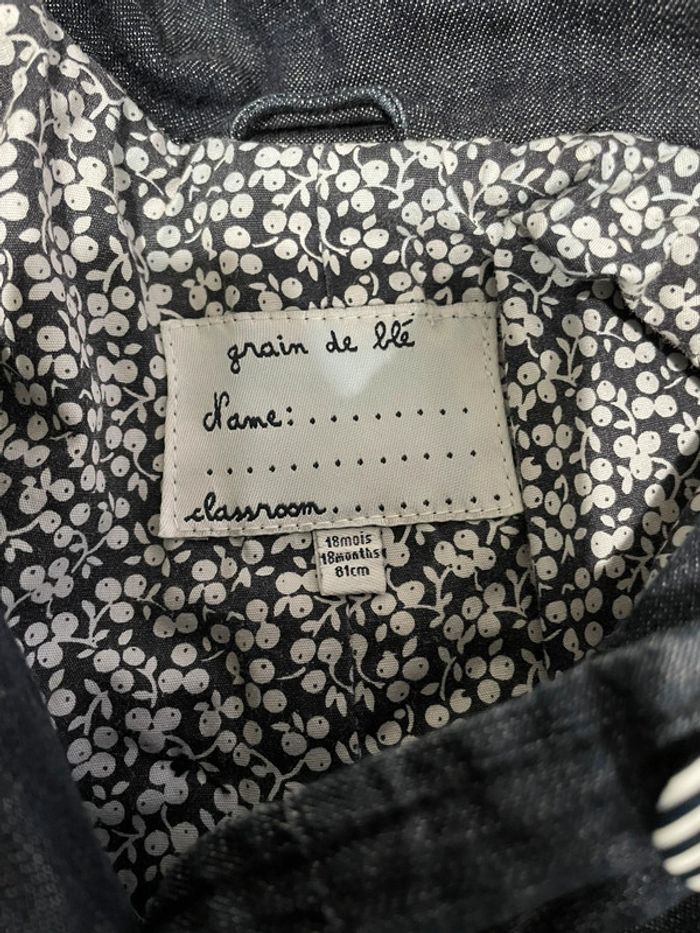 grain de blé
Name: . . . . . . . .
. . . . . . . . . . . . .
classroom. . . . . . . . .
18mois
18months
81cm